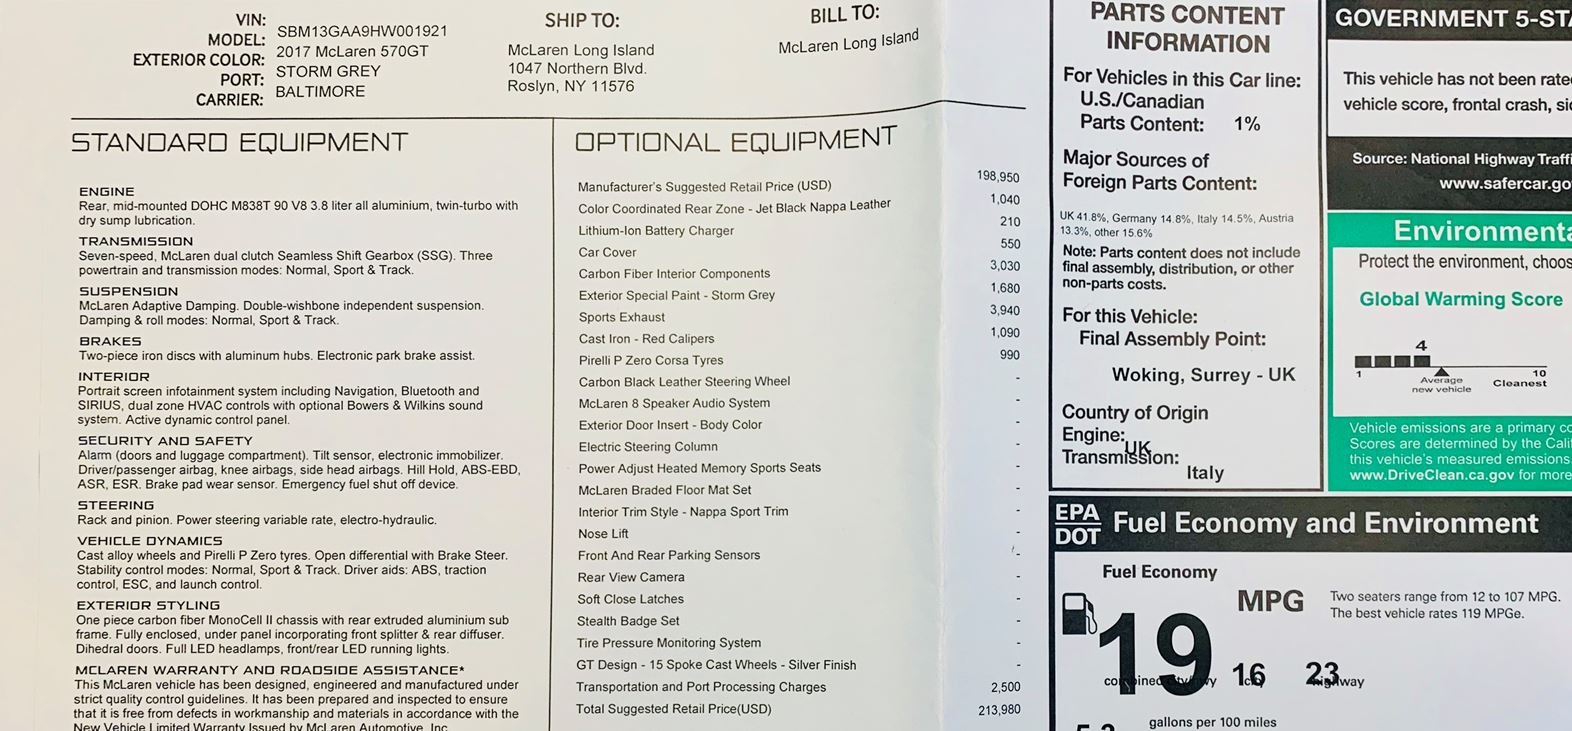 VIN: SBM13GAA9HW001921
MODEL: 2017 McLaren 570GT
EXTERIOR COLOR: STORM GREY
PORT: BALTIMORE
CARRIER:
SHIP TO:
McLaren Long Island
1047 Northern Blvd.
Roslyn, NY 11576
BILL TO:
McLaren Long Island
STANDARD EQUIPMENT
ENGINE
Rear, mid-mounted DOHC M838T 90 V8 3.8 liter all aluminium, twin-turbo with
dry sump lubrication.
TRANSMISSION
Seven-speed, McLaren dual clutch Seamless Shift Gearbox (SSG). Three
powertrain and transmission modes: Normal, Sport & Track.
SUSPENSION
McLaren Adaptive Damping. Double-wishbone independent suspension.
Damping & roll modes: Normal, Sport & Track.
BRAKES
Two-piece iron discs with aluminum hubs. Electronic park brake assist.
INTERIOR
Portrait screen infotainment system including Navigation, Bluetooth and
SIRIUS, dual zone HVAC controls with optional Bowers & Wilkins sound
system. Active dynamic control panel.
SECURITY AND SAFETY
Alarm (doors and luggage compartment). Tilt sensor, electronic immobilizer.
Driver/passenger airbag, knee airbags, side head airbags. Hill Hold, ABS-EBD,
ASR, ESR. Brake pad wear sensor. Emergency fuel shut off device.
STEERING
Rack and pinion. Power steering variable rate, electro-hydraulic.
VEHICLE DYNAMICS
Cast alloy wheels and Pirelli P Zero tyres. Open differential with Brake Steer.
Stability control modes: Normal, Sport & Track. Driver aids: ABS, traction
control, ESC, and launch control.
EXTERIOR STYLING
One piece carbon fiber MonoCell II chassis with rear extruded aluminium sub
frame. Fully enclosed, under panel incorporating front splitter & rear diffuser.
Dihedral doors. Full LED headlamps, front/rear LED running lights.
MCLAREN WARRANTY AND ROADSIDE ASSISTANCE*
This McLaren vehicle has been designed, engineered and manufactured under
strict quality control guidelines. It has been prepared and inspected to ensure
that it is free from defects in workmanship and materials in accordance with the
New Vehicle Limited Warranty Issued by McLaren Automotive, Inc.
OPTIONAL EQUIPMENT
Manufacturer's Suggested Retail Price (USD) 198,950
Color Coordinated Rear Zone - Jet Black Nappa Leather 1,040
Lithium-Ion Battery Charger 210
Car Cover 550
Carbon Fiber Interior Components 3,030
Exterior Special Paint - Storm Grey 1,680
Sports Exhaust 3,940
Cast Iron - Red Calipers 1,090
Pirelli P Zero Corsa Tyres 990
Carbon Black Leather Steering Wheel -
McLaren 8 Speaker Audio System -
Exterior Door Insert - Body Color -
Electric Steering Column -
Power Adjust Heated Memory Sports Seats -
McLaren Braded Floor Mat Set -
Interior Trim Style - Nappa Sport Trim -
Nose Lift -
Front And Rear Parking Sensors -
Rear View Camera -
Soft Close Latches -
Stealth Badge Set -
Tire Pressure Monitoring System -
GT Design - 15 Spoke Cast Wheels - Silver Finish -
Transportation and Port Processing Charges 2,500
Total Suggested Retail Price(USD) 213,980
PARTS CONTENT
INFORMATION
For Vehicles in this Car line:
U.S./Canadian
Parts Content: 1%
Major Sources of
Foreign Parts Content:
UK 41.8%, Germany 14.8%, Italy 14.5%, Austria
13.3%, other 15.6%
Note: Parts content does not include
final assembly, distribution, or other
non-parts costs.
For this Vehicle:
Final Assembly Point:
Woking, Surrey - UK
Country of Origin
Engine: UK
Transmission:
Italy
GOVERNMENT 5-STA
This vehicle has not been rate
vehicle score, frontal crash, si
Source: National Highway Traffi
www.safercar.go
Environmenta
Protect the environment, choos
Global Warming Score
4
1
10
Average
new vehicle
Cleanest
Vehicle emissions are a primary co
Scores are determined by the Cali
this vehicle's measured emissions
www.DriveClean.ca.gov for more
EPA
DOT
Fuel Economy and Environment
Fuel Economy
MPG
Two seaters range from 12 to 107 MPG.
The best vehicle rates 119 MPGe.
19 16 23
combined city/hwy city highway
gallons per 100 miles